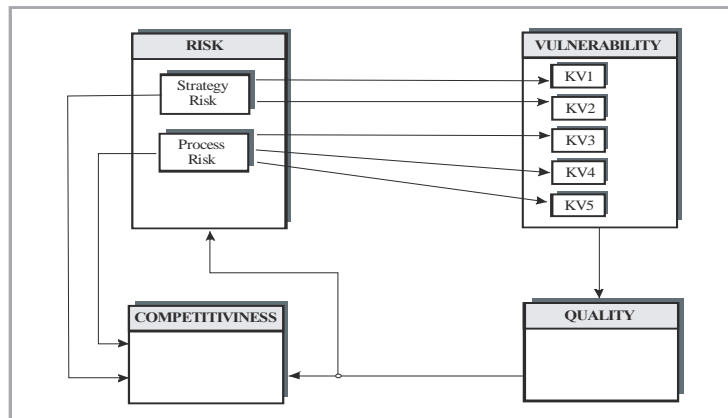 RISK
Strategy
Risk
Process
Risk
VULNERABILITY
KV1
KV2
KV3
KV4
KV5
COMPETITIVINESS
QUALITY